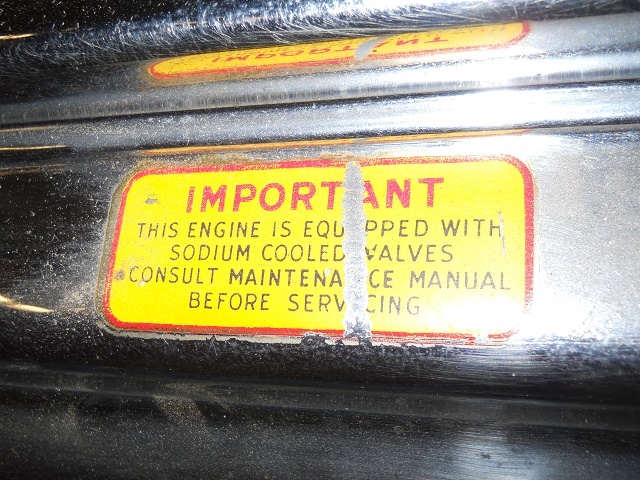 IMPORTANT
THIS ENGINE IS EQUIPPED WITH
SODIUM COOLED VALVES
CONSULT MAINTENANCE MANUAL
BEFORE SERVICING